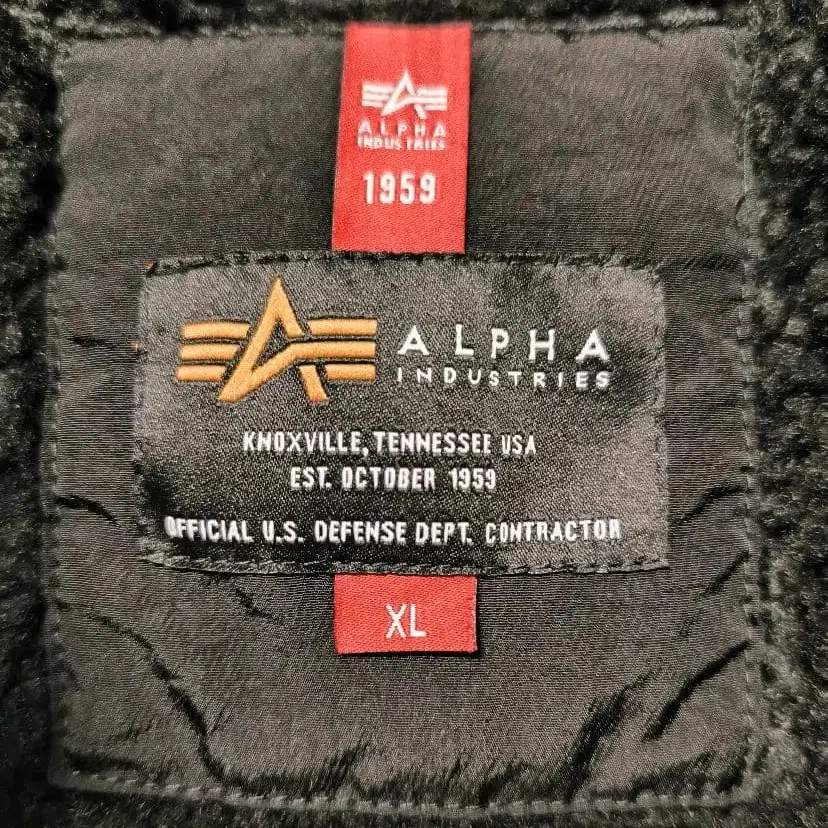 ALPHA
INDUSTRIES
1959
ALPHA
INDUSTRIES
KNOXVILLE, TENNESSEE USA
EST. OCTOBER 1959
OFFICIAL U.S. DEFENSE DEPT. CONTRACTOR
XL